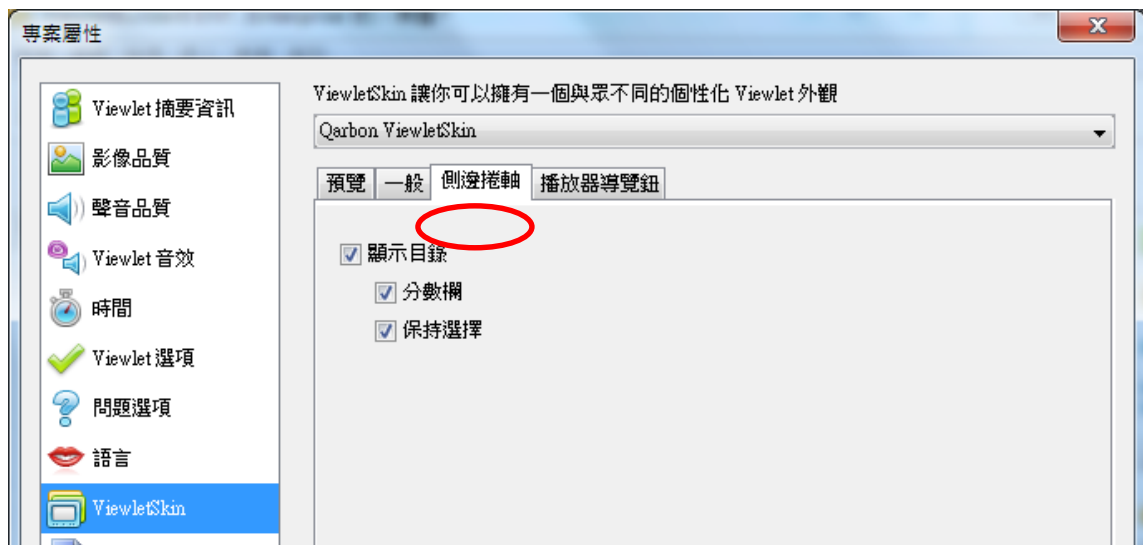 專案屬性
Viewlet 摘要資訊
影像品質
聲音品質
Viewlet 音效
時間
Viewlet 選項
問題選項
語言
ViewletSkin
ViewletSkin 讓你可以擁有一個與眾不同的個性化 Viewlet 外觀
Qarbon ViewletSkin
預覽 一般 側邊捲軸 播放器導覽鈕
顯示目錄
分數欄
保持選擇